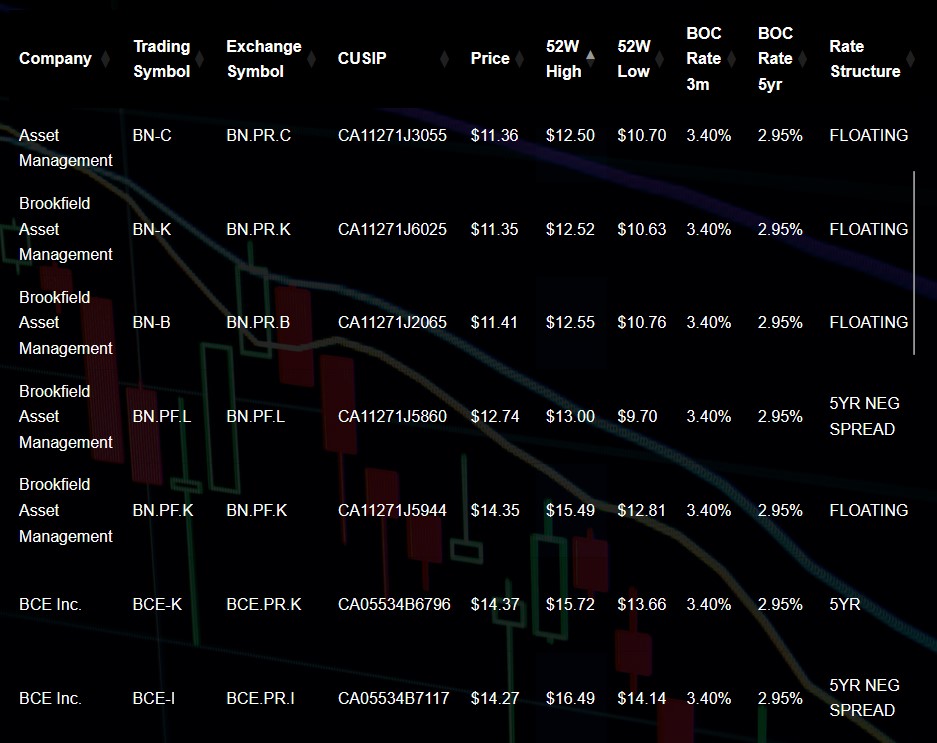 Company Trading Symbol Exchange Symbol CUSIP Price 52W High 52W Low BOC Rate 3m BOC Rate 5yr Rate Structure
Asset Management BN-C BN.PR.C CA11271J3055 $11.36 $12.50 $10.70 3.40% 2.95% FLOATING
Brookfield Asset Management BN-K BN.PR.K CA11271J6025 $11.35 $12.52 $10.63 3.40% 2.95% FLOATING
Brookfield Asset Management BN-B BN.PR.B CA11271J2065 $11.41 $12.55 $10.76 3.40% 2.95% FLOATING
Brookfield Asset Management BN.PF.L BN.PF.L CA11271J5860 $12.74 $13.00 $9.70 3.40% 2.95% 5YR NEG SPREAD
Brookfield Asset Management BN.PF.K BN.PF.K CA11271J5944 $14.35 $15.49 $12.81 3.40% 2.95% FLOATING
BCE Inc. BCE-K BCE.PR.K CA05534B6796 $14.37 $15.72 $13.66 3.40% 2.95% 5YR
BCE Inc. BCE-I BCE.PR.I CA05534B7117 $14.27 $16.49 $14.14 3.40% 2.95% 5YR NEG SPREAD